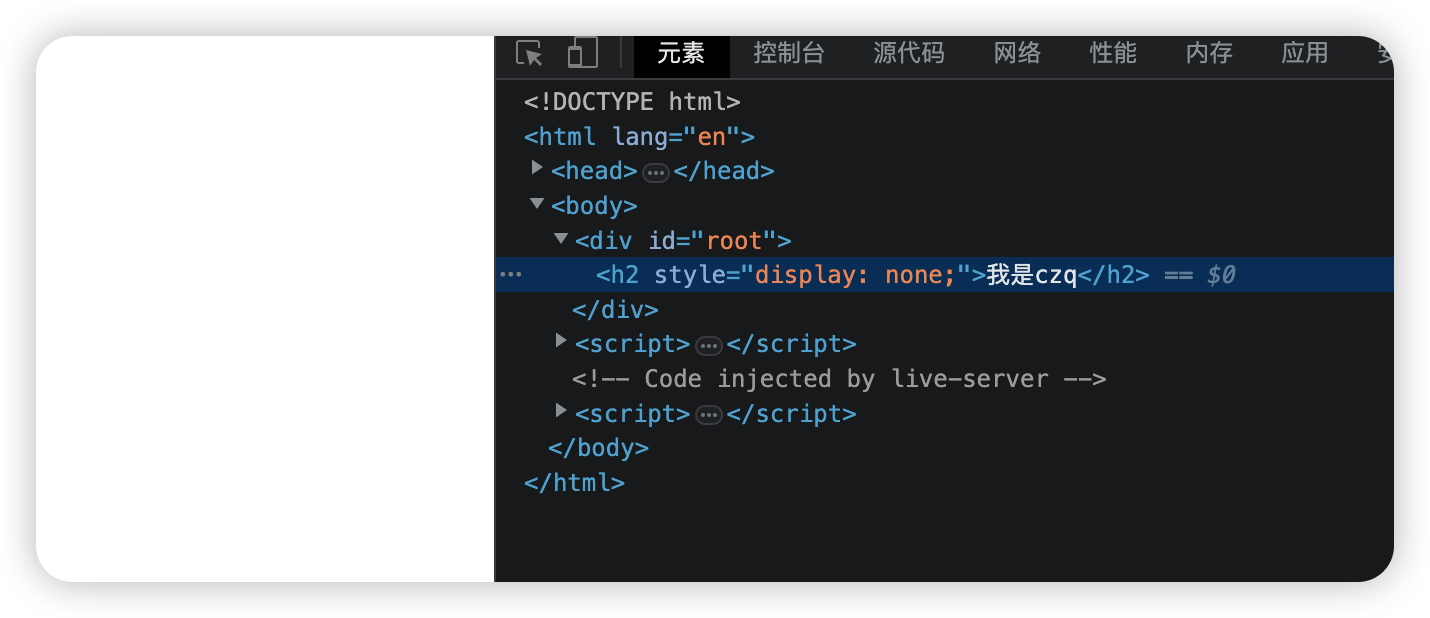 元素 控制台 源代码 网络 性能 内存 应用
<!DOCTYPE html>
<html lang="en">
<head>…</head>
<body>
<div id="root">
<h2 style="display: none;">我是czq</h2> == $0
</div>
<script>…</script>
<!-- Code injected by live-server -->
<script>…</script>
</body>
</html>